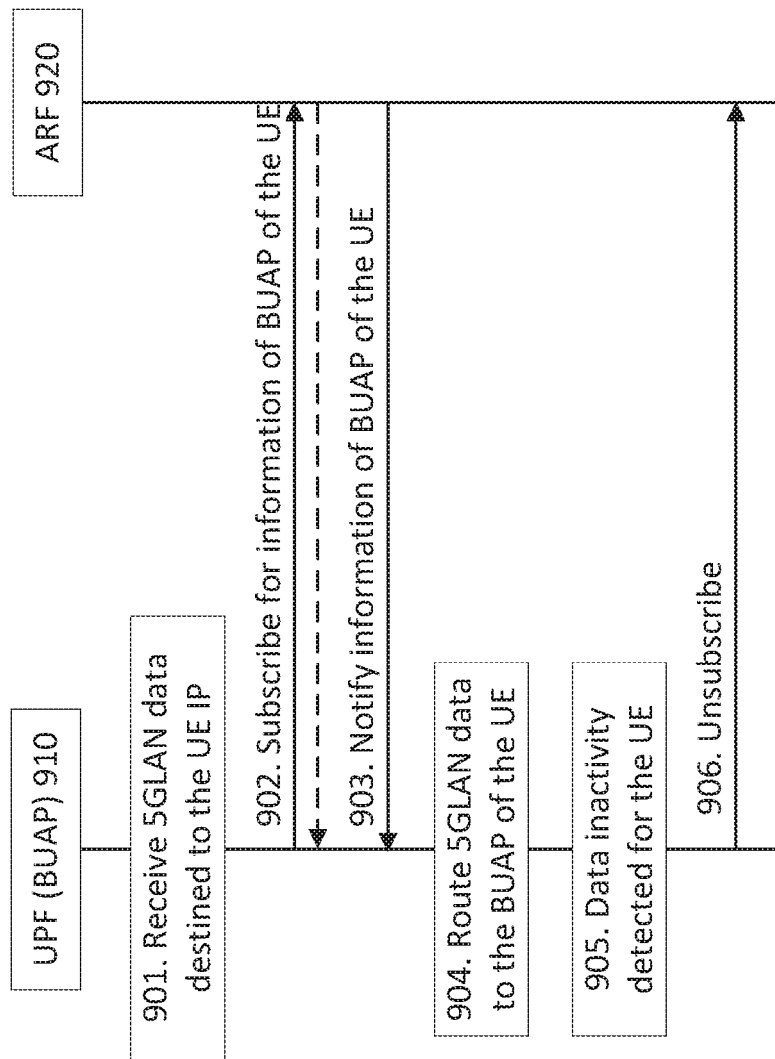 UPF (BUAP) 910
ARF 920
901. Receive 5GLAN data
destined to the UE IP
902. Subscribe for information of BUAP of the UE
903. Notify information of BUAP of the UE
904. Route 5GLAN data
to the BUAP of the UE
905. Data inactivity
detected for the UE
906. Unsubscribe